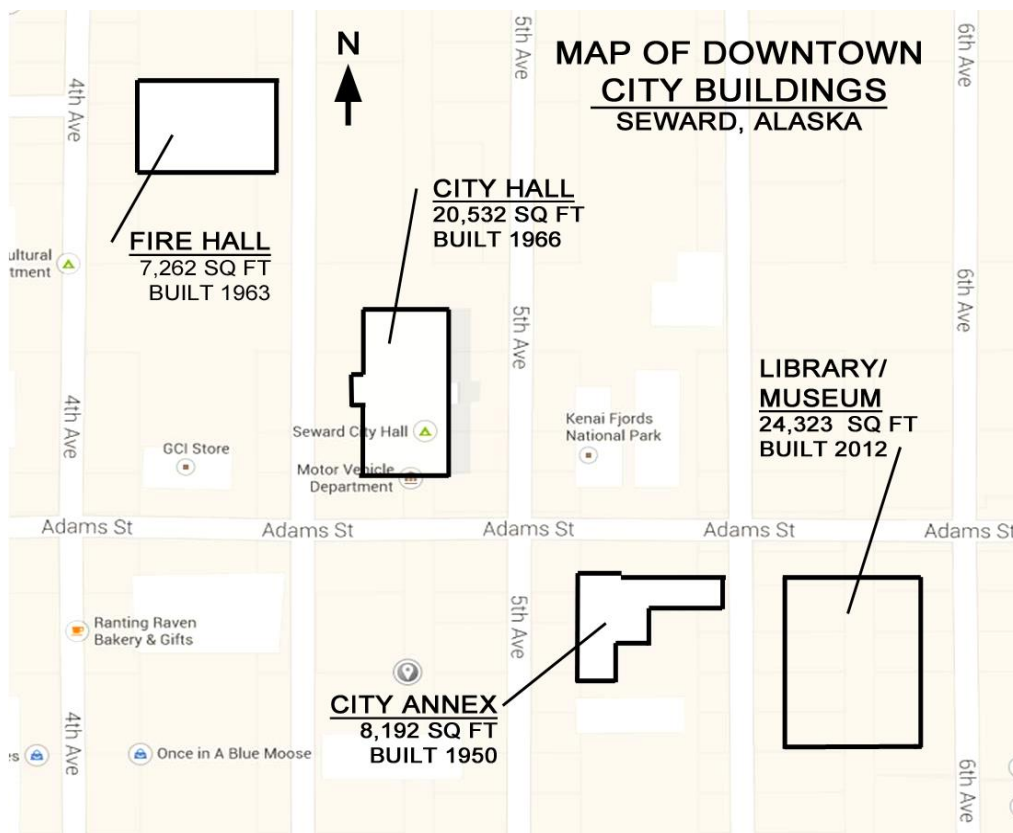 MAP OF DOWNTOWN
CITY BUILDINGS
SEWARD, ALASKA
N
4th Ave
5th Ave
6th Ave
FIRE HALL
7,262 SQ FT
BUILT 1963
CITY HALL
20,532 SQ FT
BUILT 1966
ultural
tment
5th Ave
6th Ave
LIBRARY/
MUSEUM
24,323 SQ FT
BUILT 2012
4th Ave
GCI Store
Seward City Hall
Motor Vehicle
Department
Kenai Fjords
National Park
Adams St
Adams St
Adams St
Adams St
Adams St
Ranting Raven
Bakery & Gifts
5th Ave
CITY ANNEX
8,192 SQ FT
BUILT 1950
4th Ave
es
Once in A Blue Moose
6th Ave